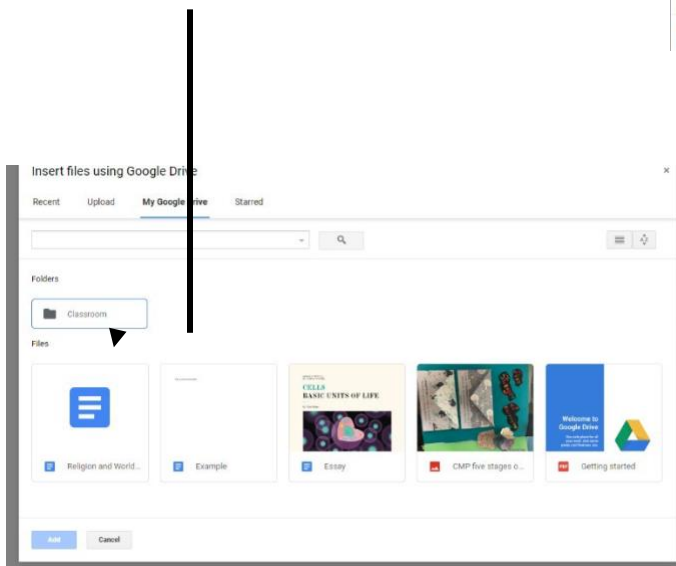 Insert files using Google Drive
Recent Upload My Google Drive Starred
Folders
Classroom
Files
CELLS
BASIC UNITS OF LIFE
Welcome to
Google Drive
Religion and World...
Example
Essay
CMP five stages o...
PDF
Getting started
Add Cancel